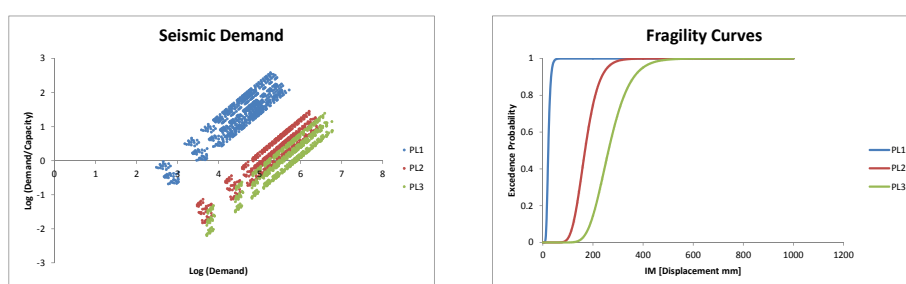 Seismic Demand
3
2
1
0
-1
-2
-3
0 1 2 3 4 5 6 7 8
Log (Demand/Capacity)
Log (Demand)
PL1
PL2
PL3
Fragility Curves
1
0.8
0.6
0.4
0.2
0
0 200 400 600 800 1000 1200
Excedence Probability
IM [Displacement mm]
PL1
PL2
PL3